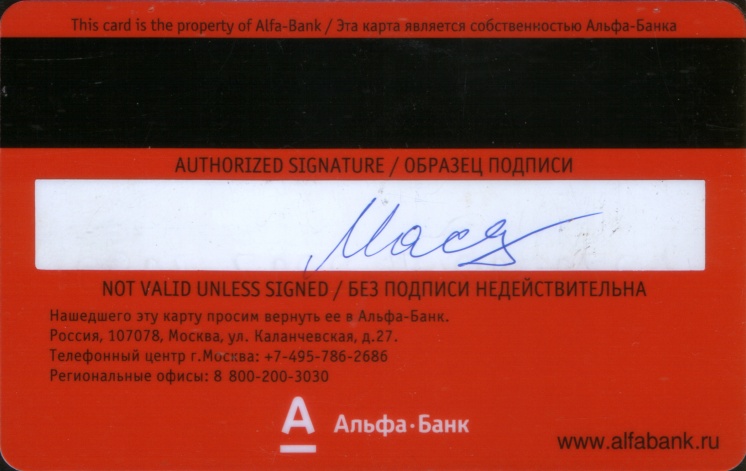 This card is the property of Alfa-Bank / Эта карта является собственностью Альфа-Банка
AUTHORIZED SIGNATURE / ОБРАЗЕЦ ПОДПИСИ
NOT VALID UNLESS SIGNED / БЕЗ ПОДПИСИ НЕДЕЙСТВИТЕЛЬНА
Нашедшего эту карту просим вернуть ее в Альфа-Банк.
Россия, 107078, Москва, ул. Каланчевская, д.27.
Телефонный центр г.Москва: +7-495-786-2686
Региональные офисы: 8 800-200-3030
А Альфа·Банк
www.alfabank.ru